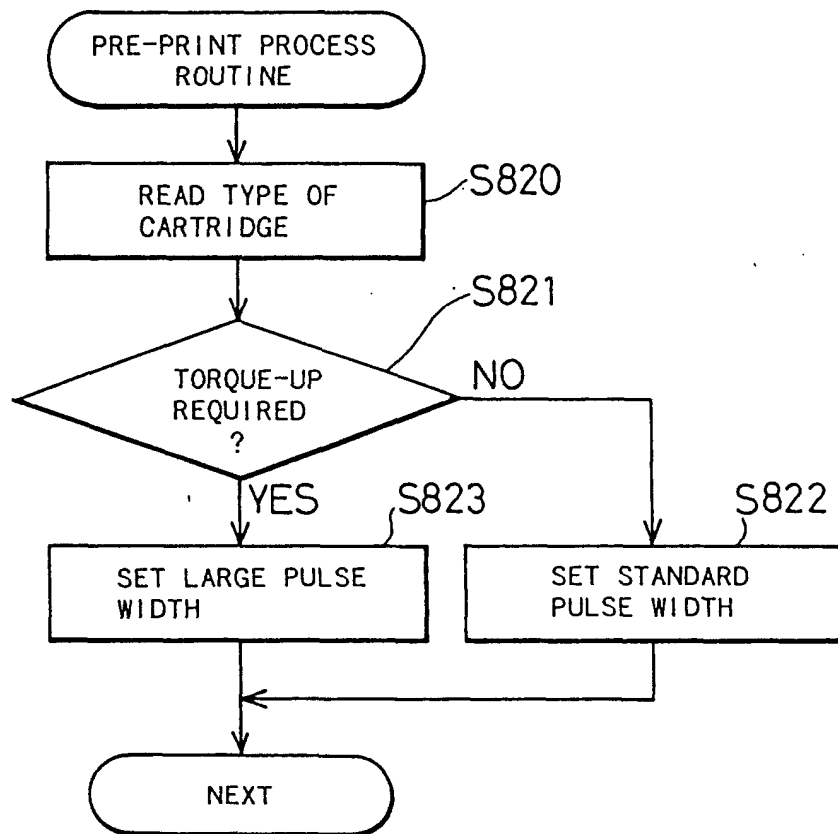 PRE-PRINT PROCESS
ROUTINE
READ TYPE OF
CARTRIDGE
S820
S821
TORQUE-UP
REQUIRED
?
NO
YES
S823
S822
SET LARGE PULSE
WIDTH
SET STANDARD
PULSE WIDTH
NEXT